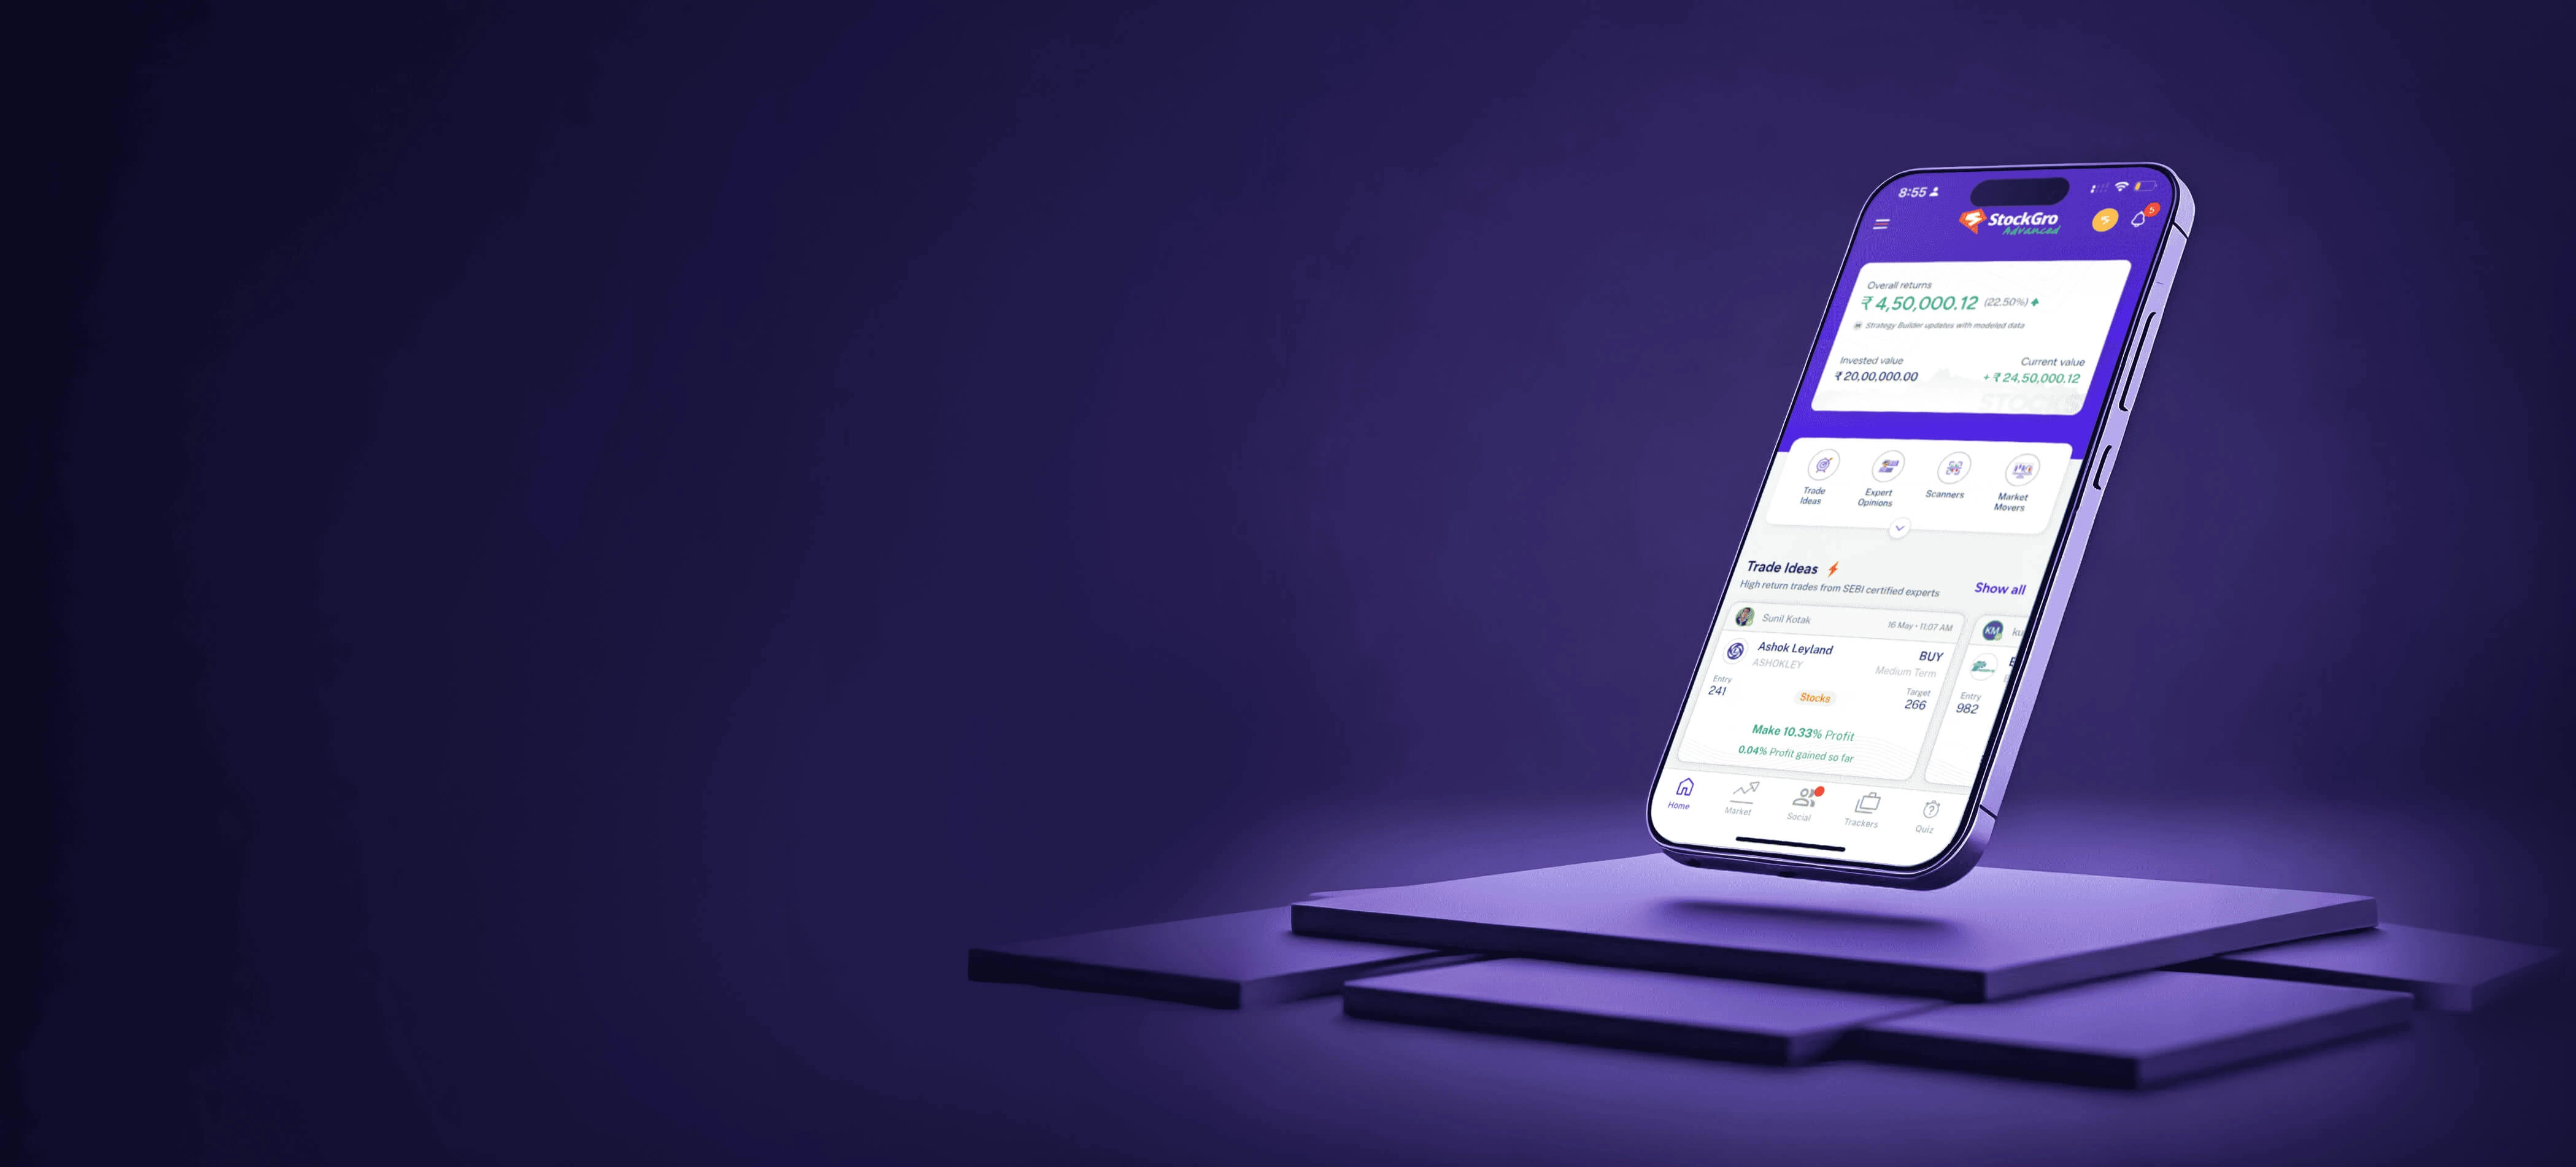 8:55
StockGro
Advanced
5
Overall returns
₹ 4,50,000.12 (22.50%)
Strategy Builder updates with modeled data
Invested value
Current value
₹ 20,00,000.00
+ ₹ 24,50,000.12
STOCKS
Trade Ideas
Expert Opinions
Scanners
Market Movers
Trade Ideas
High return trades from SEBI certified experts
Show all
Sunil Kotak
16 May • 11:07 AM
KM
ku
Ashok Leyland
BUY
ASHOKLEY
Medium Term
Entry
Target
241
Stocks
266
Entry
982
Make 10.33% Profit
0.04% Profit gained so far
Home
Market
Social
Trackers
Quiz